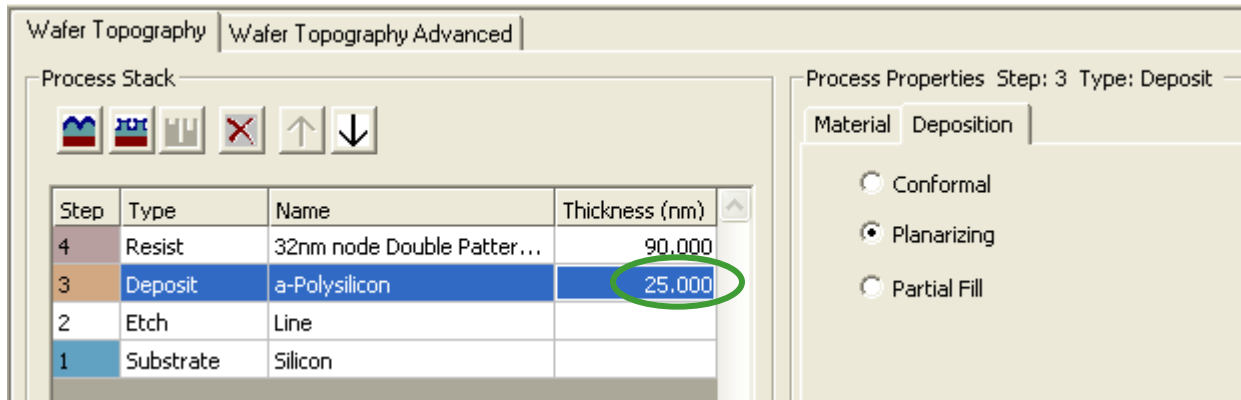 Wafer Topography Wafer Topography Advanced
Process Stack
Step Type Name Thickness (nm)
4 Resist 32nm node Double Patter... 90.000
3 Deposit a-Polysilicon 25.000
2 Etch Line
1 Substrate Silicon
Process Properties Step: 3 Type: Deposit
Material Deposition
Conformal
Planarizing
Partial Fill